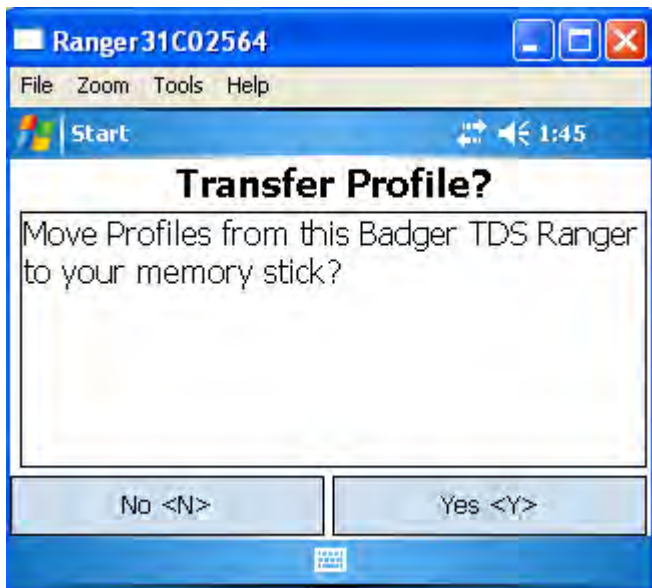 Ranger31C02564
File Zoom Tools Help
Start 1:45
Transfer Profile?
Move Profiles from this Badger TDS Ranger
to your memory stick?
No <N> Yes <Y>